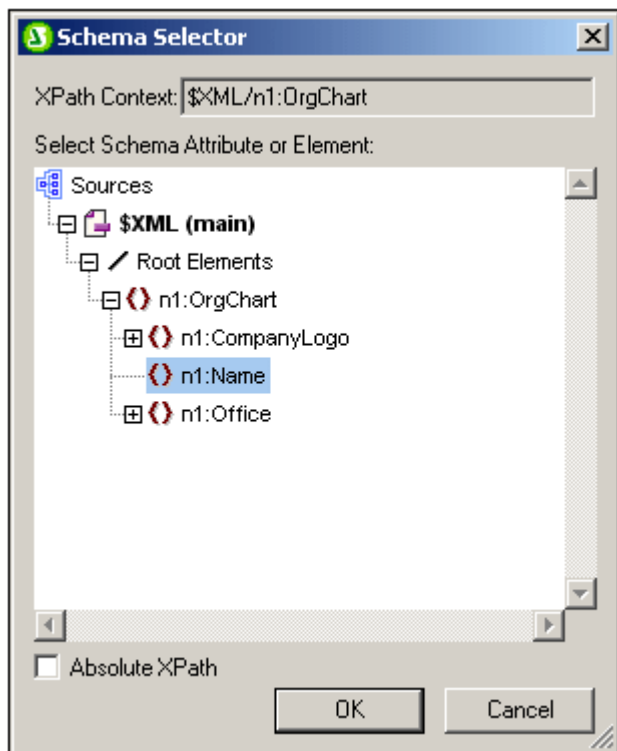 Schema Selector
XPath Context: $XML/n1:OrgChart
Select Schema Attribute or Element:
Sources
$XML (main)
Root Elements
n1:OrgChart
n1:CompanyLogo
n1:Name
n1:Office
Absolute XPath
OK Cancel